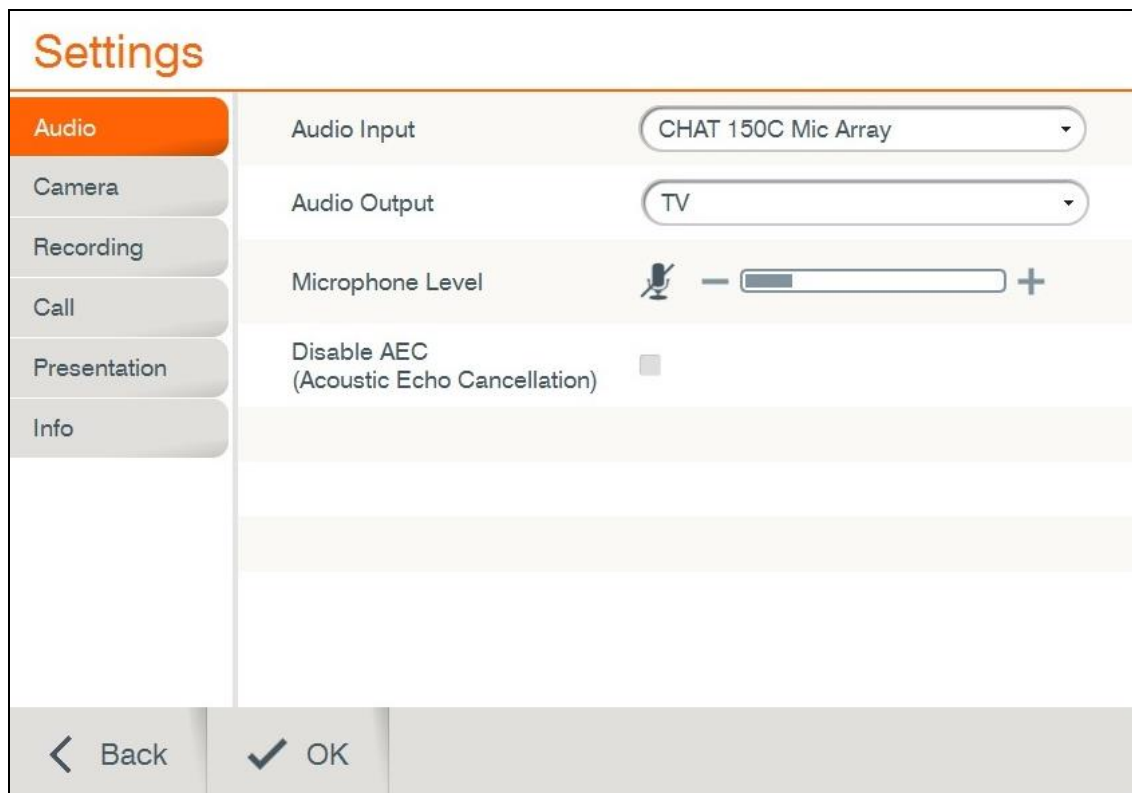 Settings
Audio
Camera
Recording
Call
Presentation
Info
Audio Input
CHAT 150C Mic Array
Audio Output
TV
Microphone Level
Disable AEC
(Acoustic Echo Cancellation)
Back
OK